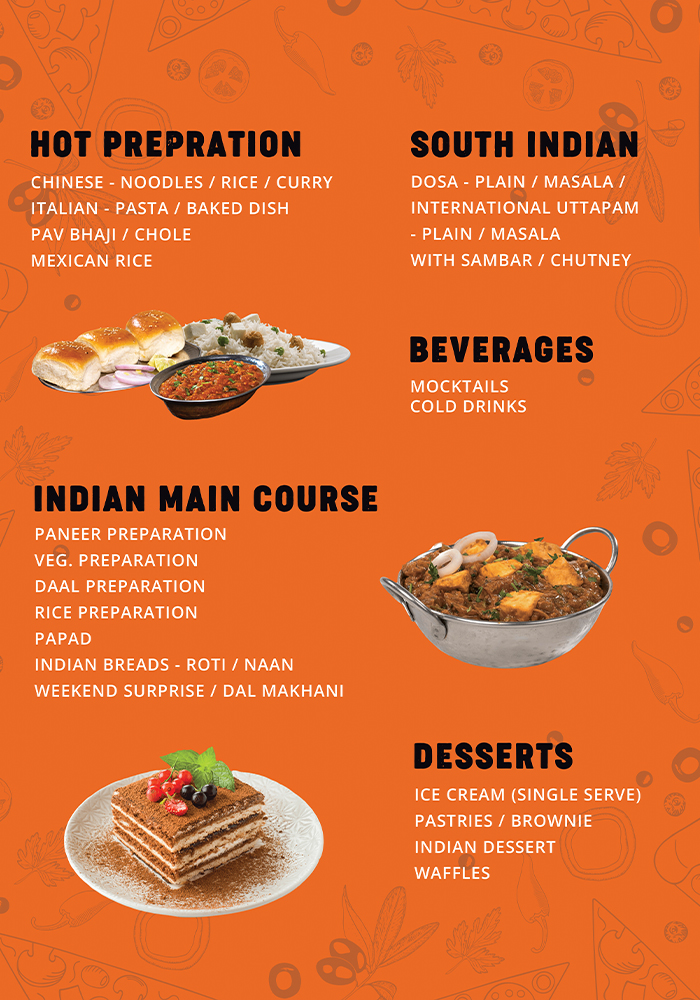 HOT PREPRATION
CHINESE - NOODLES / RICE / CURRY
ITALIAN - PASTA / BAKED DISH
PAV BHAJI / CHOLE
MEXICAN RICE
SOUTH INDIAN
DOSA - PLAIN / MASALA /
INTERNATIONAL UTTAPAM
- PLAIN / MASALA
WITH SAMBAR / CHUTNEY
BEVERAGES
MOCKTAILS
COLD DRINKS
INDIAN MAIN COURSE
PANEER PREPARATION
VEG. PREPARATION
DAAL PREPARATION
RICE PREPARATION
PAPAD
INDIAN BREADS - ROTI / NAAN
WEEKEND SURPRISE / DAL MAKHANI
DESSERTS
ICE CREAM (SINGLE SERVE)
PASTRIES / BROWNIE
INDIAN DESSERT
WAFFLES